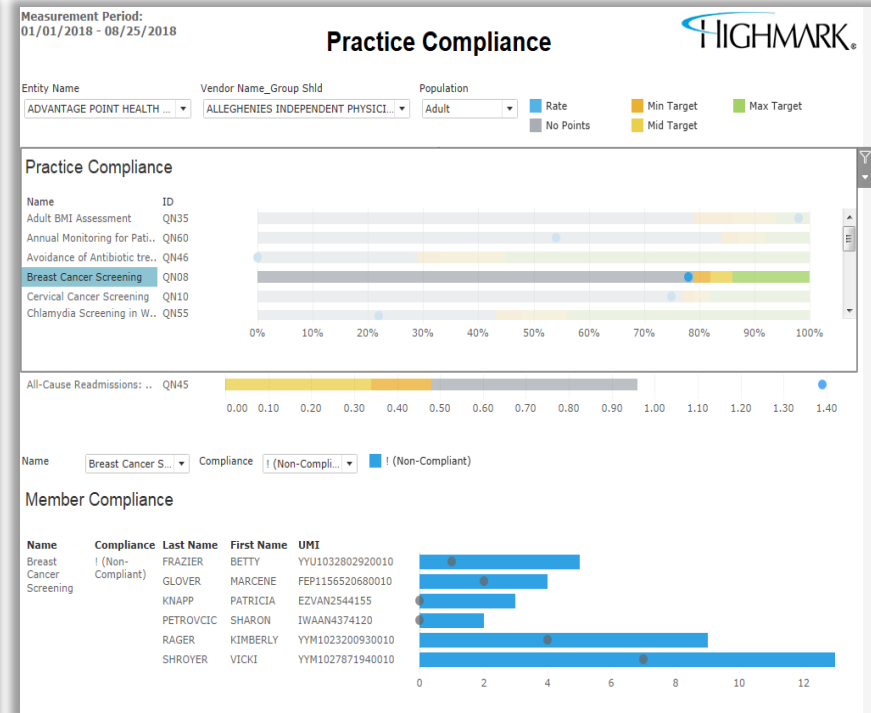 Measurement Period:
01/01/2018 - 08/25/2018
Practice Compliance
HIGHMARK®
Entity Name
Vendor Name_Group Shld
Population
ADVANTAGE POINT HEALTH ...
ALLEGHENIES INDEPENDENT PHYSICI...
Adult
Rate
Min Target
Max Target
No Points
Mid Target
Practice Compliance
Name ID
Adult BMI Assessment QN35
Annual Monitoring for Pati.. QN60
Avoidance of Antibiotic tre.. QN46
Breast Cancer Screening QN08
Cervical Cancer Screening QN10
Chlamydia Screening in W.. QN55
0% 10% 20% 30% 40% 50% 60% 70% 80% 90% 100%
All-Cause Readmissions: .. QN45
0.00 0.10 0.20 0.30 0.40 0.50 0.60 0.70 0.80 0.90 1.00 1.10 1.20 1.30 1.40
Name Breast Cancer S... Compliance ! (Non-Compli... ! (Non-Compliant)
Member Compliance
Name Compliance Last Name First Name UMI
Breast ! (Non- FRAZIER BETTY YYU1032802920010
Cancer Compliant) GLOVER MARCENE FEP1156520680010
Screening
KNAPP PATRICIA EZVAN2544155
PETROVCIC SHARON IWAAN4374120
RAGER KIMBERLY YYM1023200930010
SHROYER VICKI YYM1027871940010
0 2 4 6 8 10 12